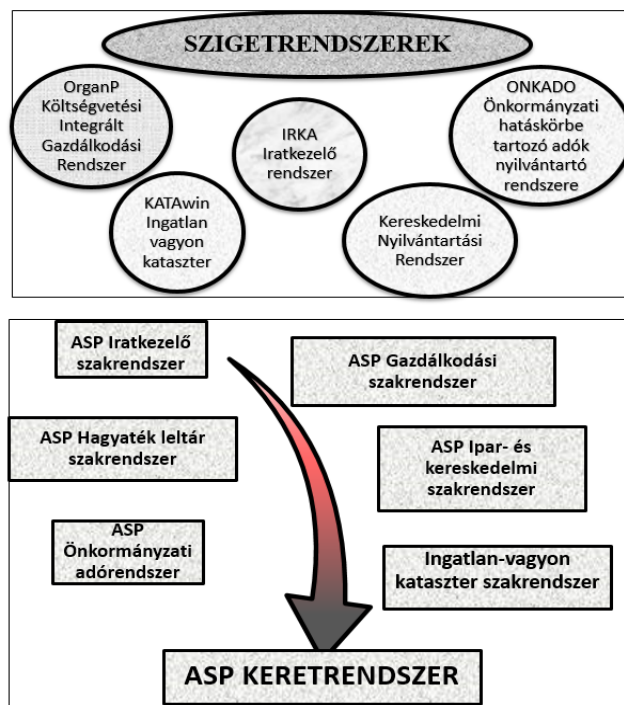 SZIGETRENDSZEREK
OrganP
Költségvetési
Integrált
Gazdálkodási
Rendszer
IRKA
Iratkezelő
rendszer
ONKADO
Önkormányzati
hatáskörbe
tartozó adók
nyilvántartó
rendszere
KATAwin
Ingatlan
vagyon
kataszter
Kereskedelmi
Nyilvántartási
Rendszer
ASP Iratkezelő
szakrendszer
ASP Gazdálkodási
szakrendszer
ASP Hagyaték leltár
szakrendszer
ASP Ipar- és
kereskedelmi
szakrendszer
ASP
Önkormányzati
adórendszer
Ingatlan-vagyon
kataszter szakrendszer
ASP KERETRENDSZER